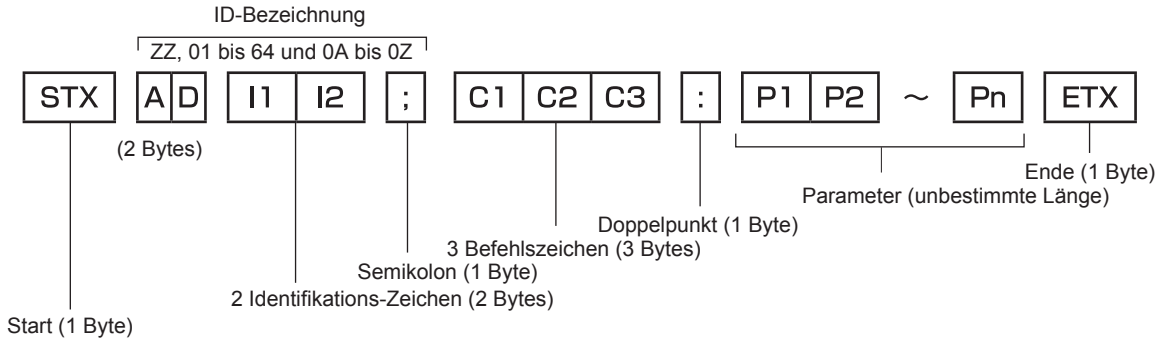 ID-Bezeichnung
ZZ, 01 bis 64 und 0A bis 0Z
STX A D I1 I2 ; C1 C2 C3 : P1 P2 ~ Pn ETX
(2 Bytes)
Ende (1 Byte)
Parameter (unbestimmte Länge)
Doppelpunkt (1 Byte)
3 Befehlszeichen (3 Bytes)
Semikolon (1 Byte)
2 Identifikations-Zeichen (2 Bytes)
Start (1 Byte)